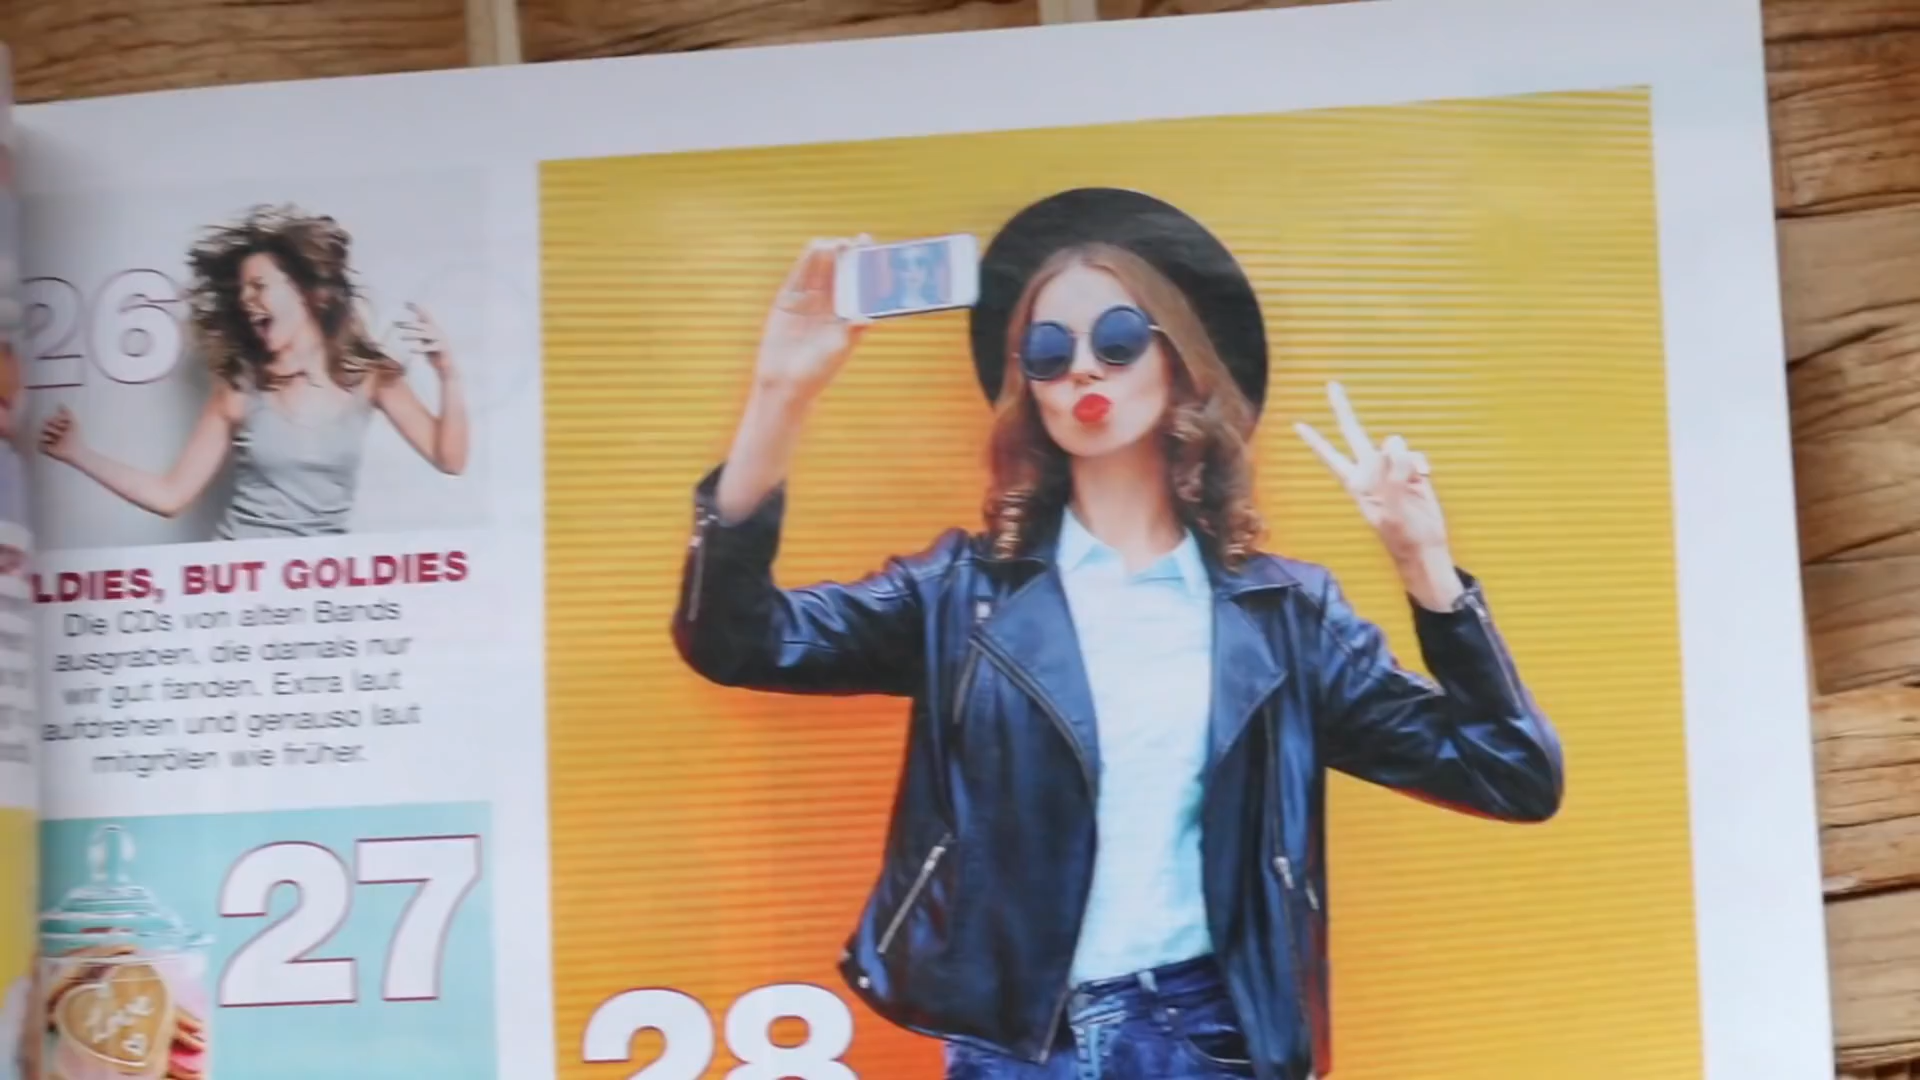 26
LDIES, BUT GOLDIES
Die CDs von alten Bands
ausgraben, die damals nur
wir gut fanden. Extra laut
aufdrehen und genauso laut
mitgrölen wie früher.
27
Love
28